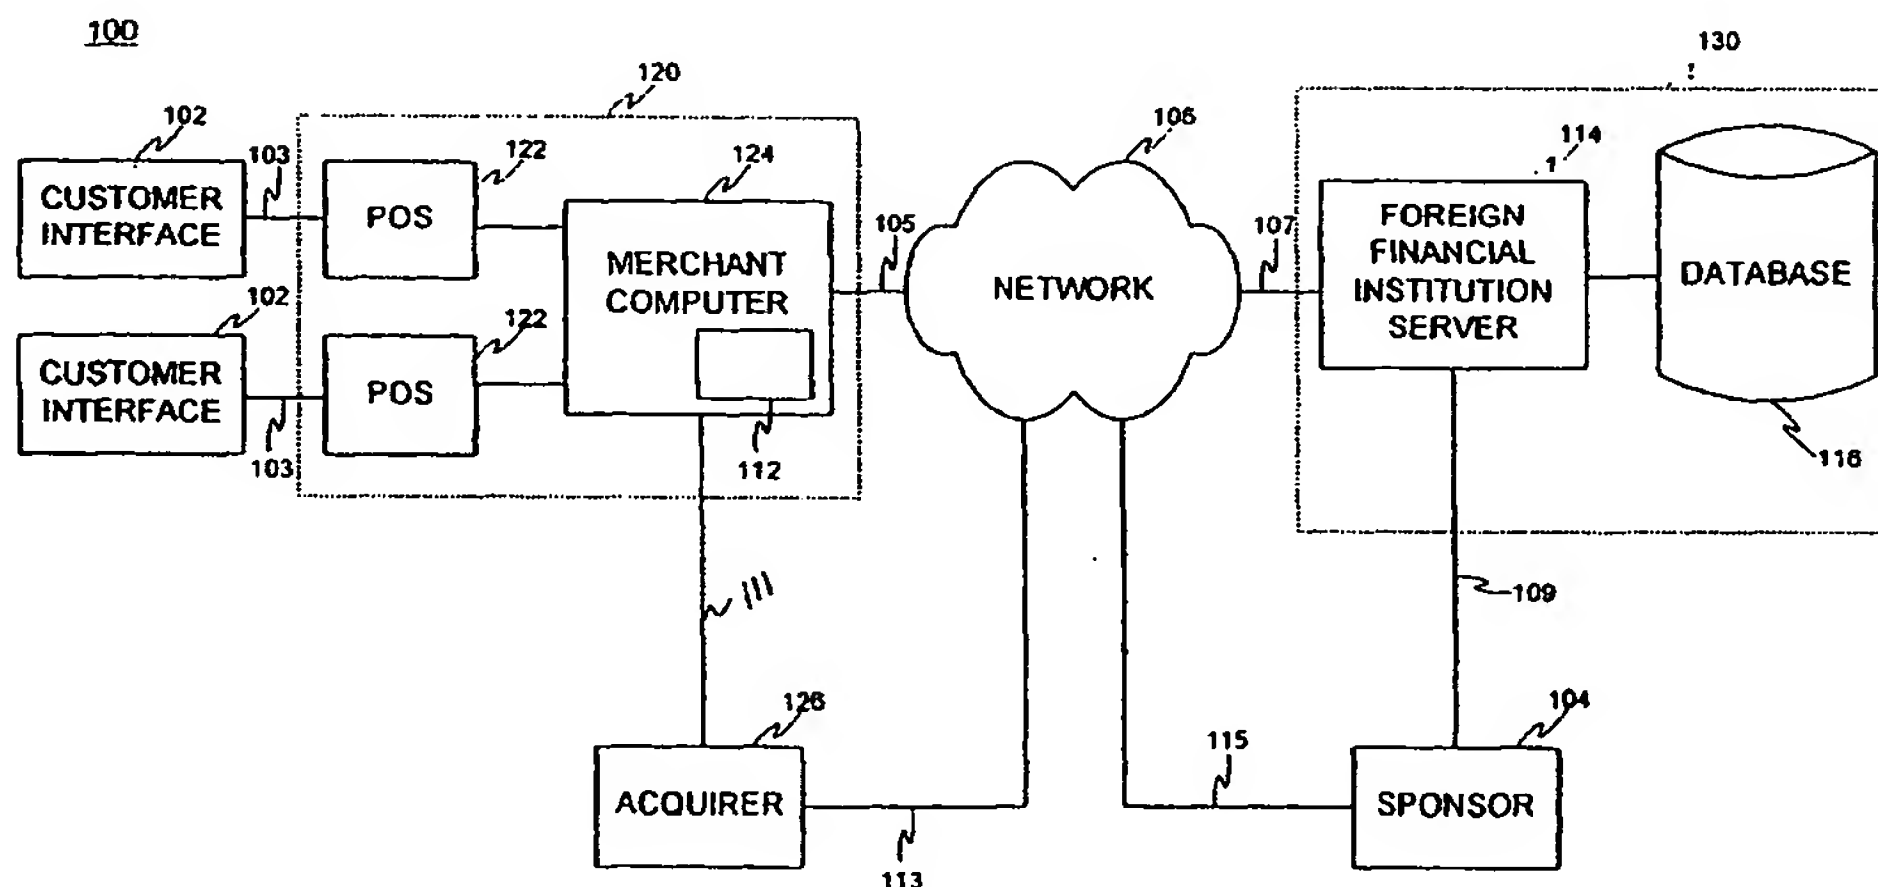 100
130
120
102
103
122
124
106
114
CUSTOMER
INTERFACE
POS
MERCHANT
COMPUTER
105
NETWORK
107
FOREIGN
FINANCIAL
INSTITUTION
SERVER
DATABASE
102
122
CUSTOMER
INTERFACE
POS
103
112
116
111
109
126
104
115
ACQUIRER
SPONSOR
113